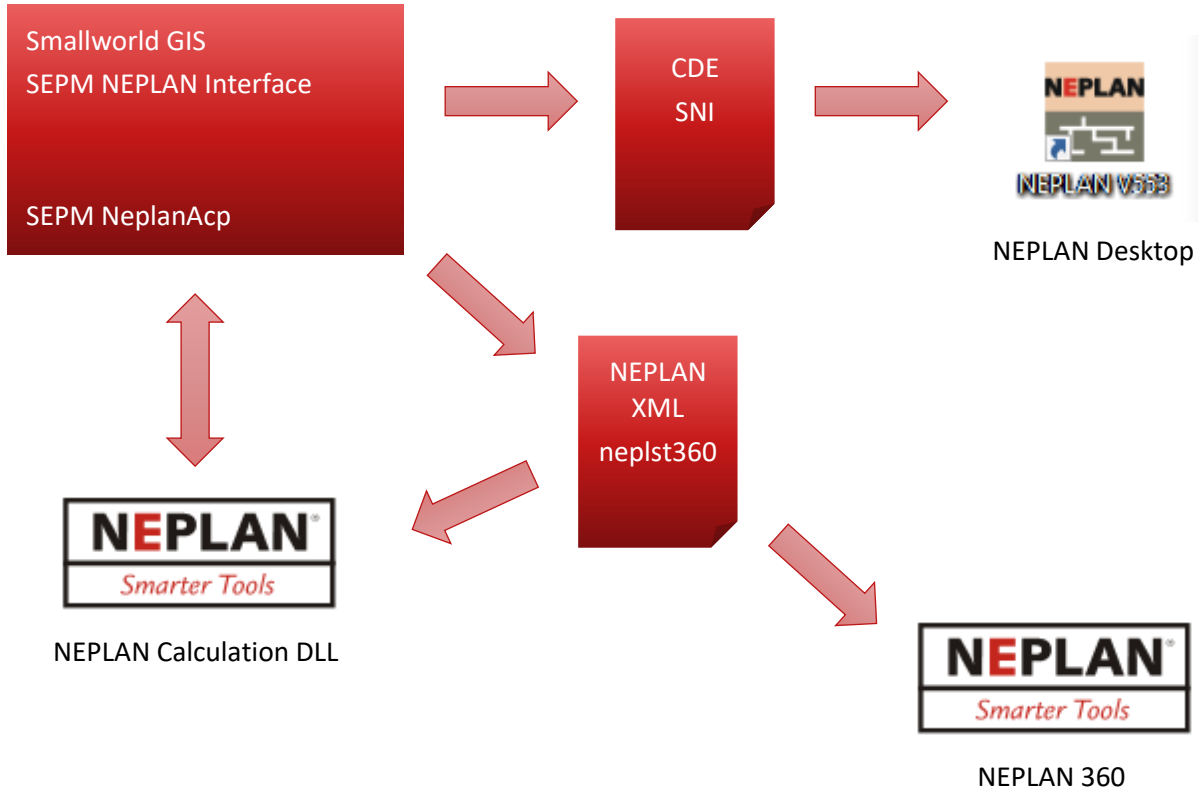 Smallworld GIS
SEPM NEPLAN Interface
SEPM NeplanAcp
CDE
SNI
NEPLAN
NEPLAN V553
NEPLAN Desktop
NEPLAN
XML
neplst360
NEPLAN®
Smarter Tools
NEPLAN Calculation DLL
NEPLAN®
Smarter Tools
NEPLAN 360